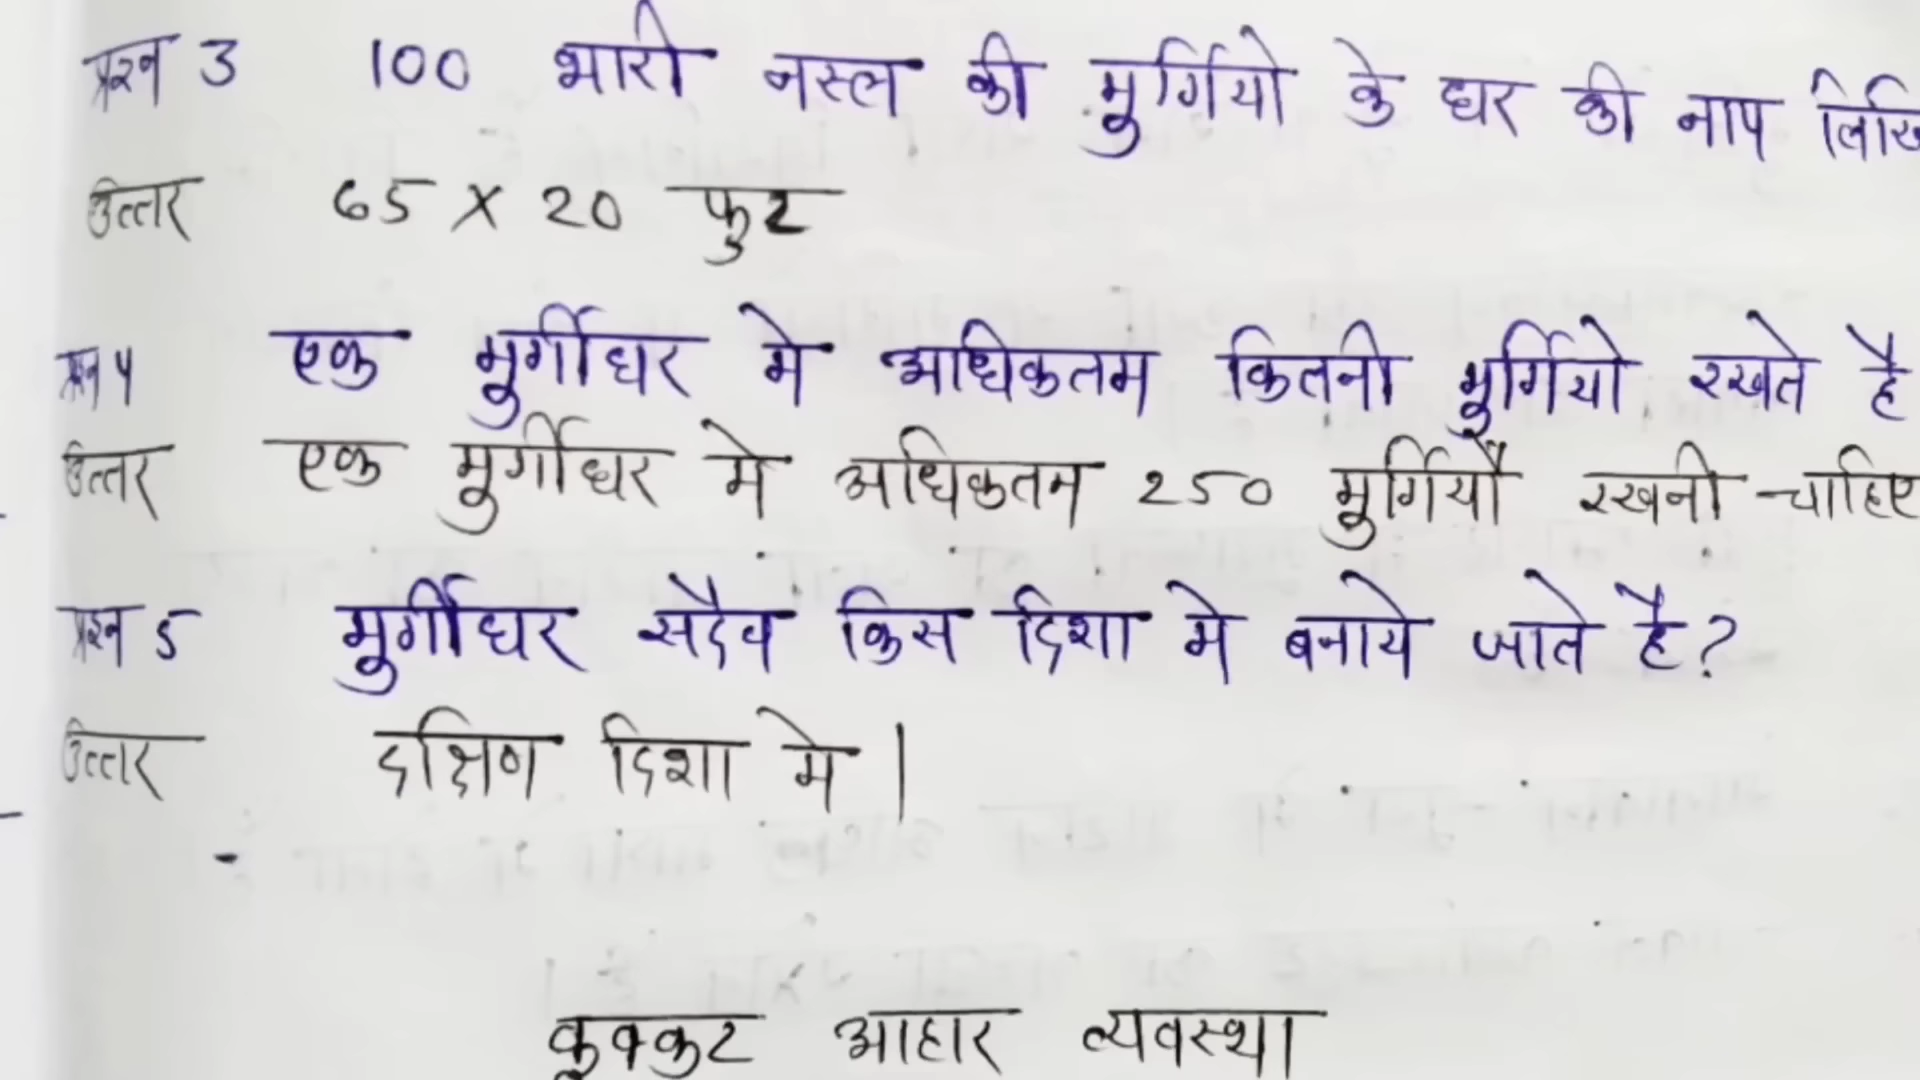 प्रश्न 3 100 भारी नस्ल की मुर्गियो के घर की नाप लिखि
उत्तर 65 X 20 फुट
प्रश्न 4 एक मुर्गीघर मे अधिकतम कितनी मुर्गियो रखते है
उत्तर एक मुर्गीघर मे अधिकतम 250 मुर्गियाँ रखनी चाहिए
प्रश्न 5 मुर्गीघर सदैव किस दिशा मे बनाये जाते है?
उत्तर दक्षिण दिशा मे।
कुक्कुट आहार व्यवस्था